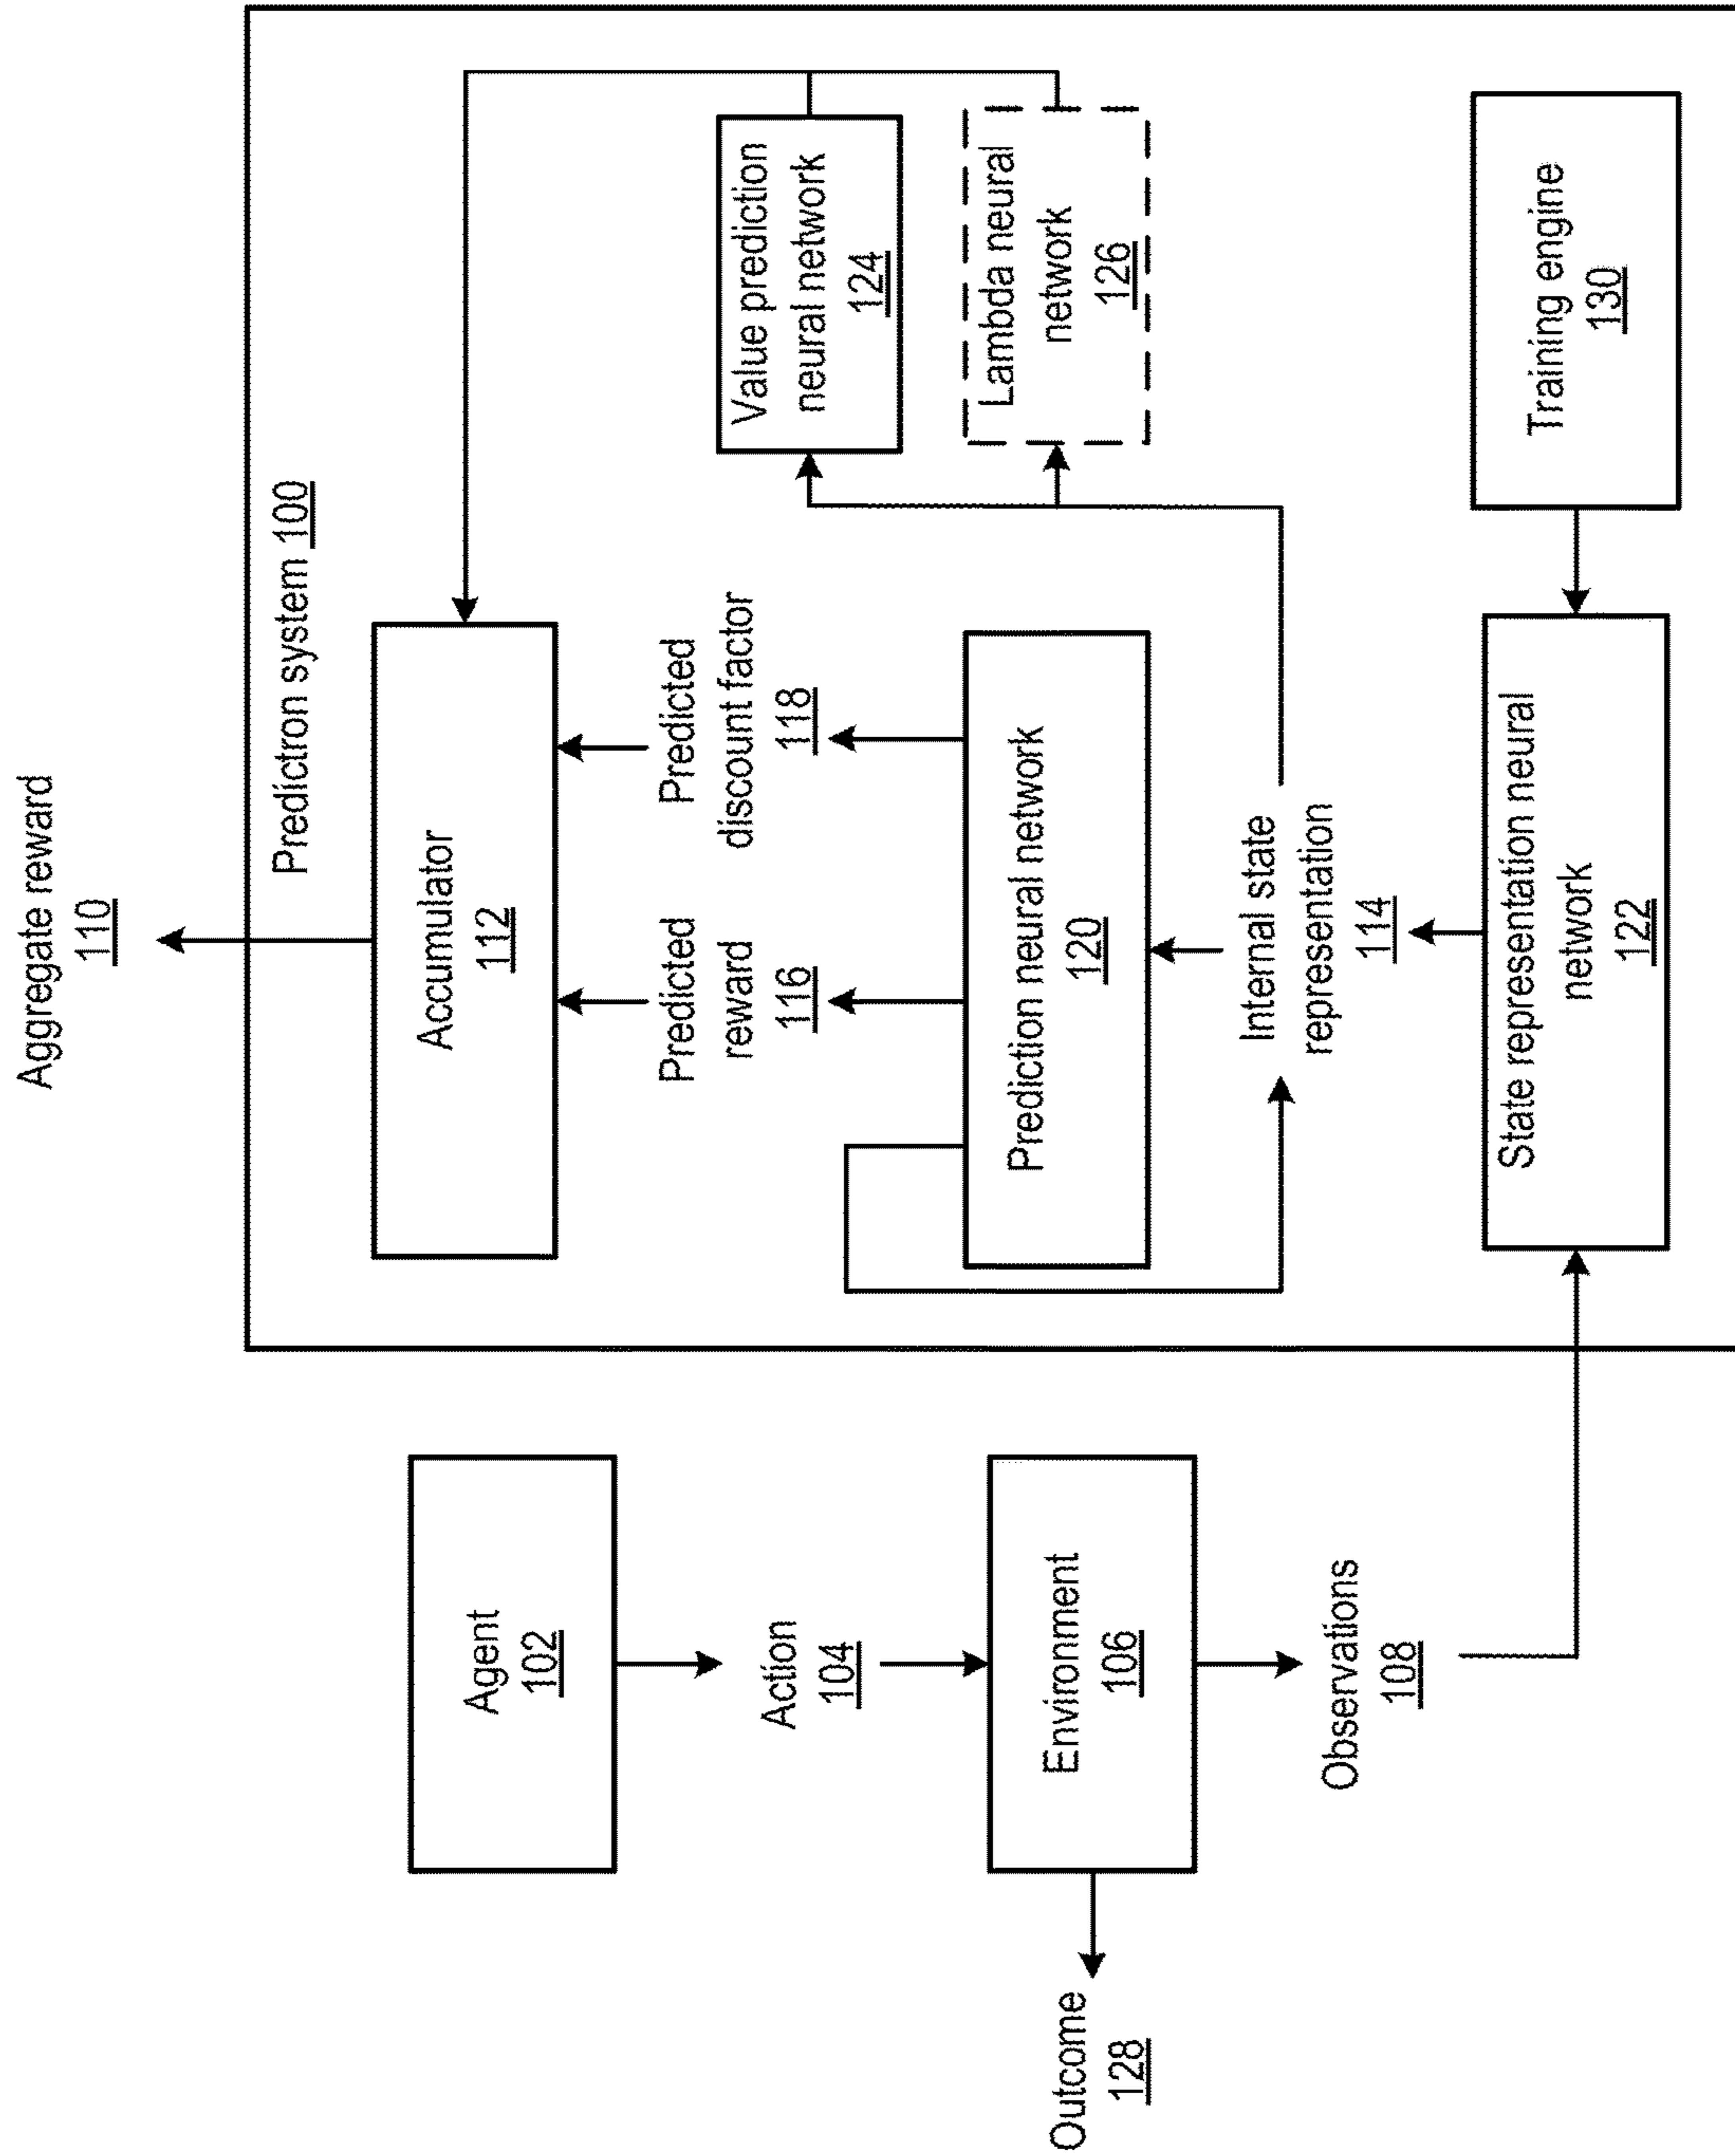 Aggregate reward
110
Predictron system 100
Accumulator
112
Value prediction
neural network
124
Predicted
reward
116
Predicted
discount factor
118
Lambda neural
network
126
Prediction neural network
120
Internal state
representation
114
State representation neural
network
122
Training engine
130
Agent
102
Action
104
Environment
106
Observations
108
Outcome
128